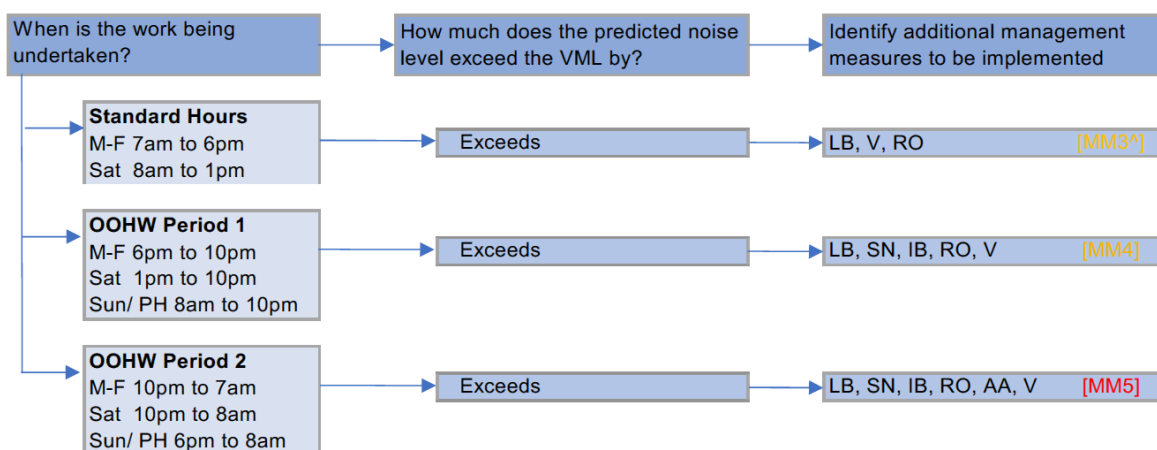 When is the work being
undertaken?
How much does the predicted noise
level exceed the VML by?
Identify additional management
measures to be implemented
Standard Hours
M-F 7am to 6pm
Sat 8am to 1pm
Exceeds
LB, V, RO [MM3^]
OOHW Period 1
M-F 6pm to 10pm
Sat 1pm to 10pm
Sun/ PH 8am to 10pm
Exceeds
LB, SN, IB, RO, V [MM4]
OOHW Period 2
M-F 10pm to 7am
Sat 10pm to 8am
Sun/ PH 6pm to 8am
Exceeds
LB, SN, IB, RO, AA, V [MM5]